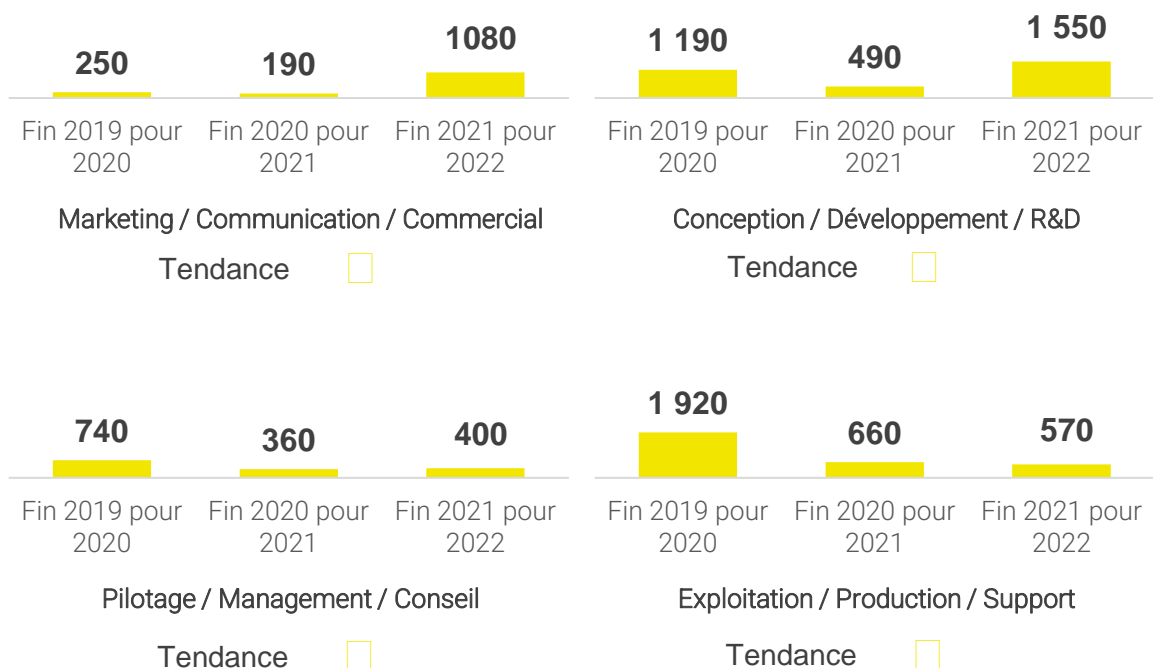 250 190 1080
Fin 2019 pour Fin 2020 pour Fin 2021 pour
2020 2021 2022
Marketing / Communication / Commercial
Tendance
1 190 490 1 550
Fin 2019 pour Fin 2020 pour Fin 2021 pour
2020 2021 2022
Conception / Développement / R&D
Tendance
740 360 400
Fin 2019 pour Fin 2020 pour Fin 2021 pour
2020 2021 2022
Pilotage / Management / Conseil
Tendance
1 920 660 570
Fin 2019 pour Fin 2020 pour Fin 2021 pour
2020 2021 2022
Exploitation / Production / Support
Tendance